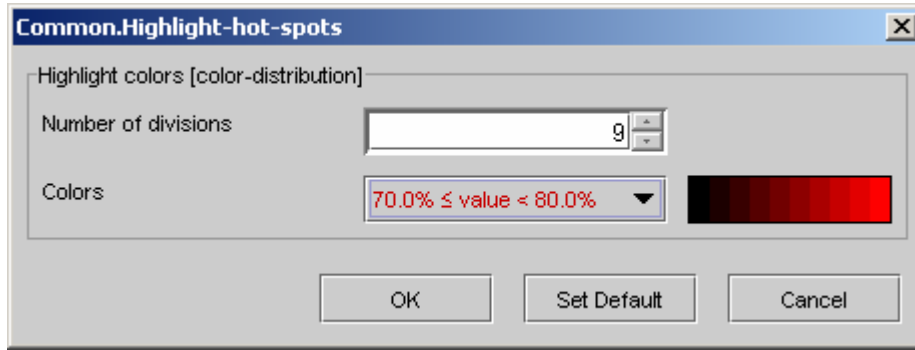 Common.Highlight-hot-spots
Highlight colors [color-distribution]
Number of divisions
9
Colors
70.0% ≤ value < 80.0%
OK
Set Default
Cancel